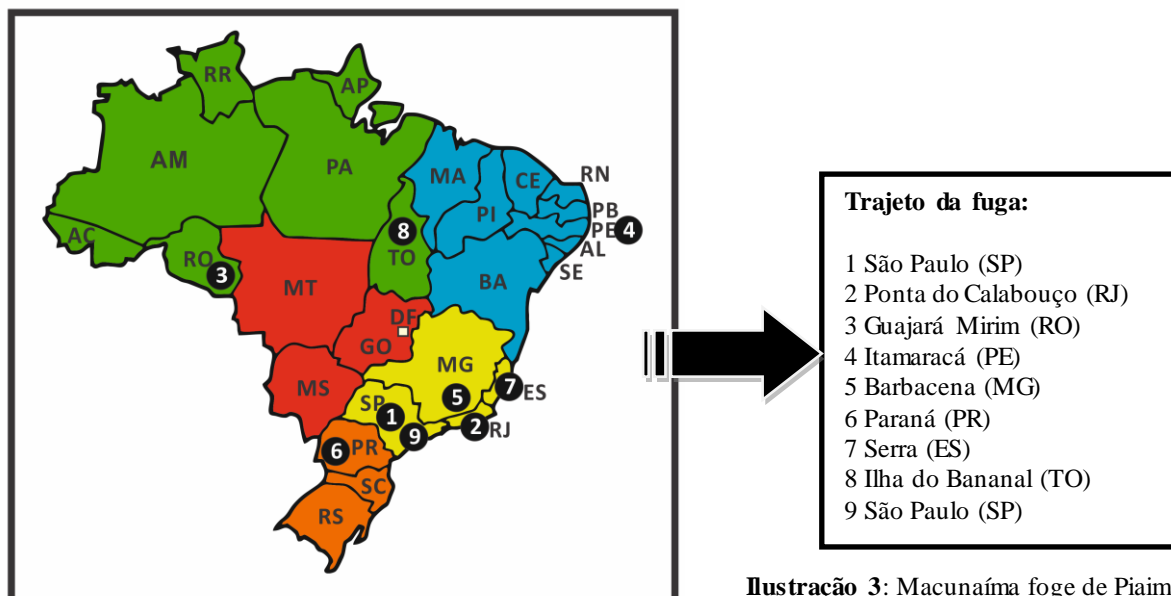 RR
AP
AM
PA
MA
CE
RN
PI
PB
PE 4
AL
SE
AC
RO
3
8
TO
MT
BA
DF
GO
MG
MS
7
ES
5
SP
1
9
2 RJ
6 PR
SC
RS
Trajeto da fuga:
1 São Paulo (SP)
2 Ponta do Calabouço (RJ)
3 Guajará Mirim (RO)
4 Itamaracá (PE)
5 Barbacena (MG)
6 Paraná (PR)
7 Serra (ES)
8 Ilha do Bananal (TO)
9 São Paulo (SP)
Ilustração 3: Macunaíma foge de Piaim